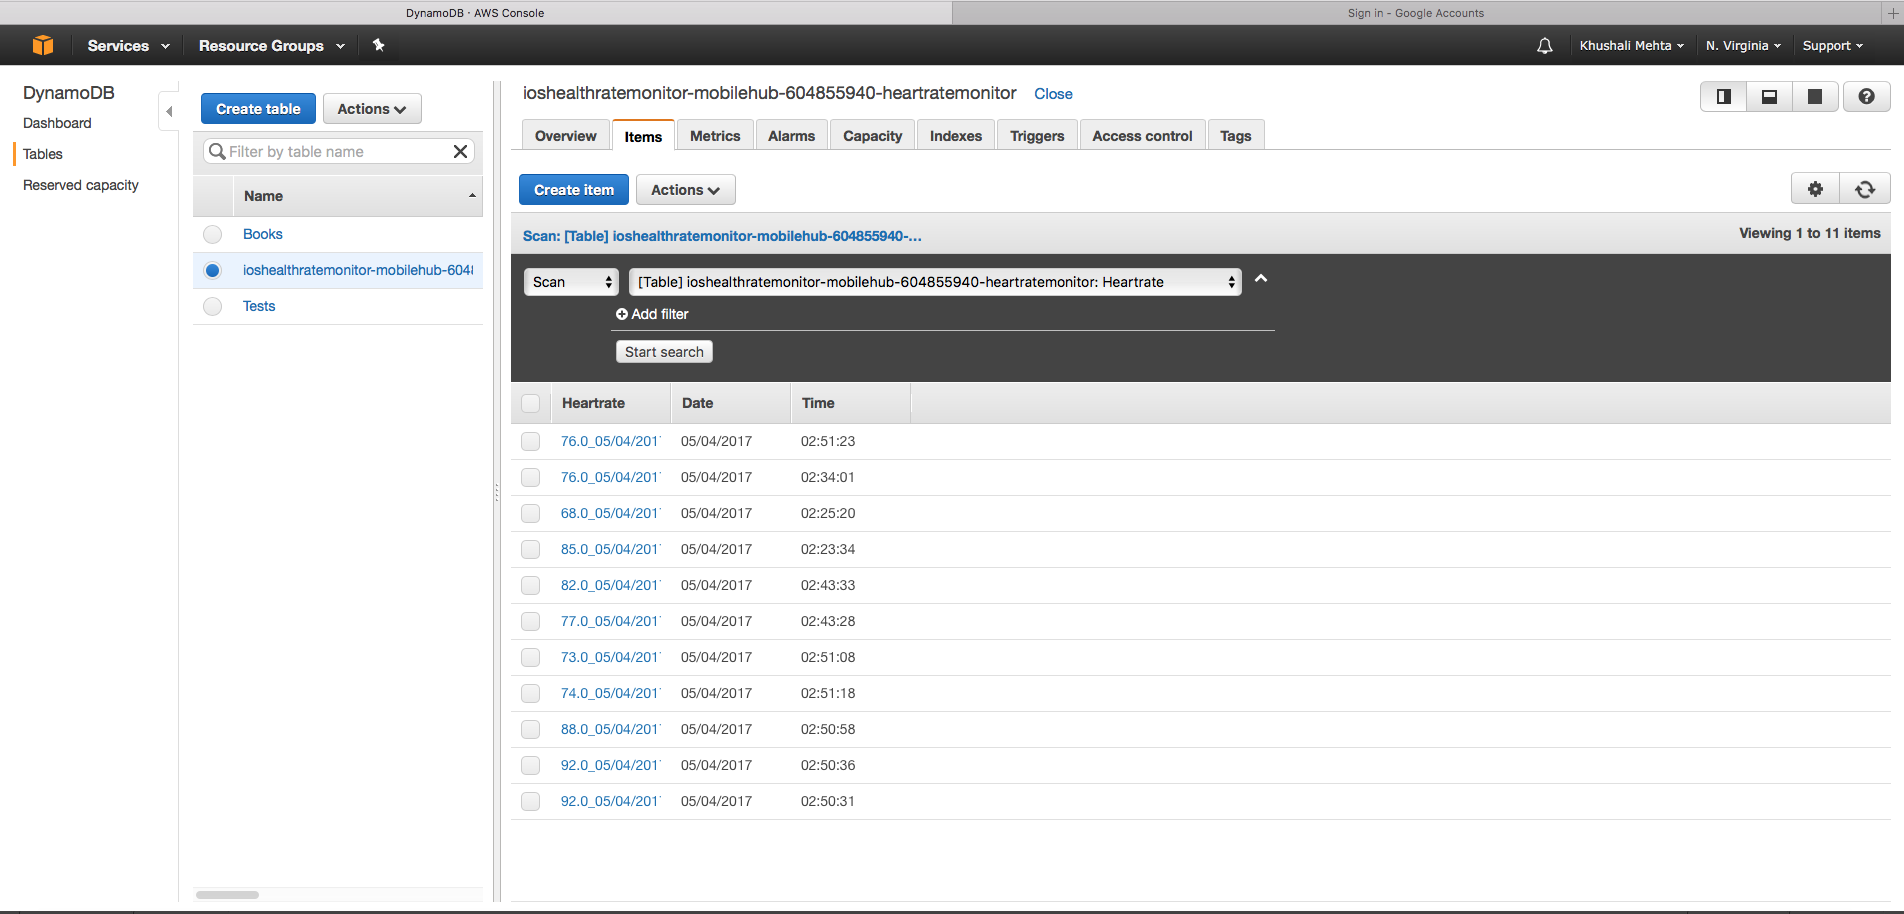 DynamoDB · AWS Console
Sign in - Google Accounts
Services
Resource Groups
Khushali Mehta
N. Virginia
Support
DynamoDB
Dashboard
Tables
Reserved capacity
Create table
Actions
Filter by table name
Name
Books
ioshealthratemonitor-mobilehub-604
Tests
ioshealthratemonitor-mobilehub-604855940-heartratemonitor Close
Overview Items Metrics Alarms Capacity Indexes Triggers Access control Tags
Create item Actions
Scan: [Table] ioshealthratemonitor-mobilehub-604855940-...
Viewing 1 to 11 items
Scan [Table] ioshealthratemonitor-mobilehub-604855940-heartratemonitor: Heartrate
Add filter
Start search
Heartrate Date Time
76.0_05/04/201 05/04/2017 02:51:23
76.0_05/04/201 05/04/2017 02:34:01
68.0_05/04/201 05/04/2017 02:25:20
85.0_05/04/201 05/04/2017 02:23:34
82.0_05/04/201 05/04/2017 02:43:33
77.0_05/04/201 05/04/2017 02:43:28
73.0_05/04/201 05/04/2017 02:51:08
74.0_05/04/201 05/04/2017 02:51:18
88.0_05/04/201 05/04/2017 02:50:58
92.0_05/04/201 05/04/2017 02:50:36
92.0_05/04/201 05/04/2017 02:50:31